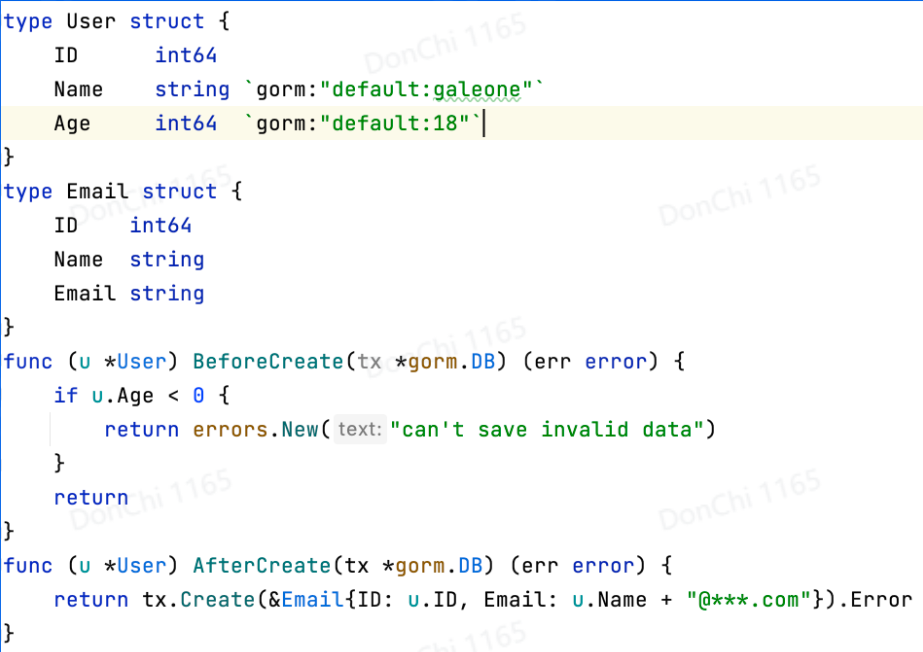 type User struct {
    ID      int64
    Name    string `gorm:"default:galeone"`
    Age     int64  `gorm:"default:18"`
}
type Email struct {
    ID    int64
    Name  string
    Email string
}
func (u *User) BeforeCreate(tx *gorm.DB) (err error) {
    if u.Age < 0 {
        return errors.New( text: "can't save invalid data")
    }
    return
}
func (u *User) AfterCreate(tx *gorm.DB) (err error) {
    return tx.Create(&Email{ID: u.ID, Email: u.Name + "@***.com"}).Error
}
DonChi 1165
DonChi 1165
DonChi 1165
DonChi 1165
DonChi 1165
DonChi 1165
Chi 1165